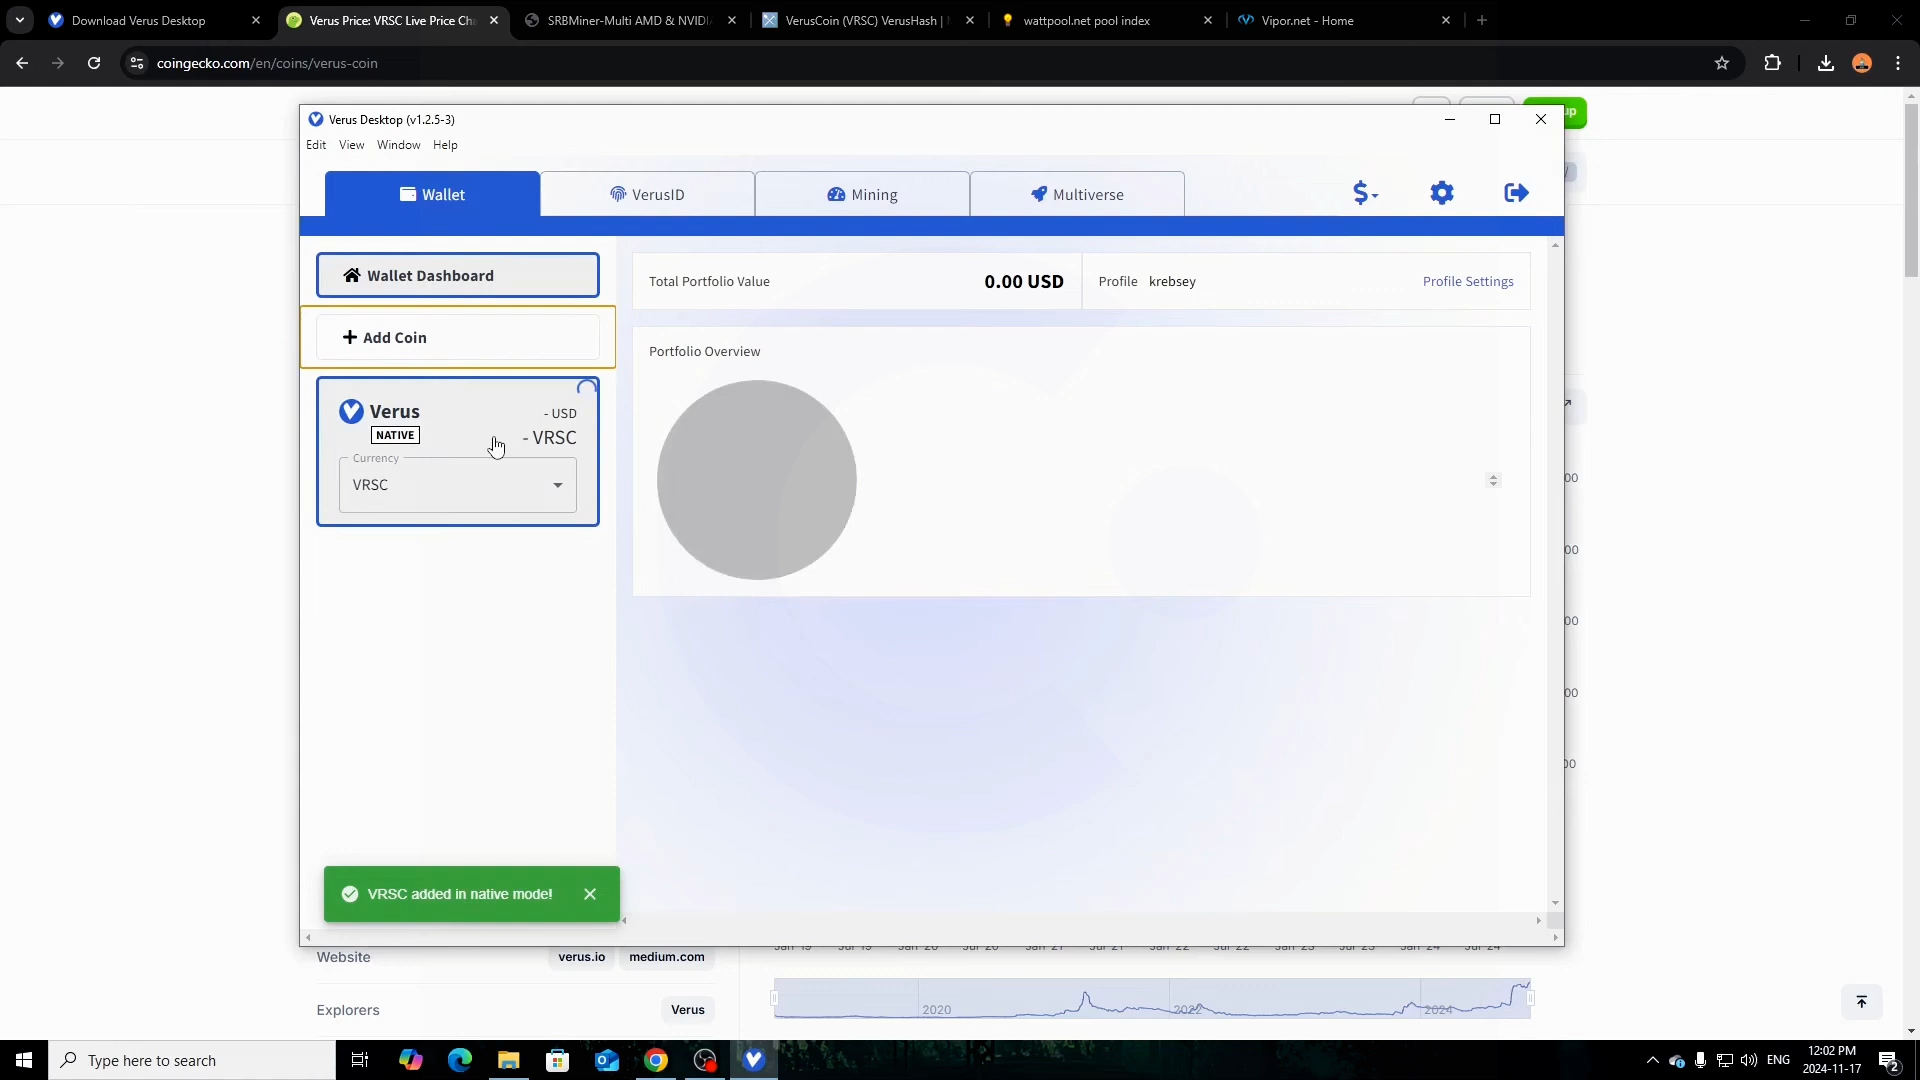 Download Verus Desktop
Verus Price: VRSC Live Price Cha
SRBMiner-Multi AMD & NVIDI
VerusCoin (VRSC) VerusHash |
wattpool.net pool index
Vipor.net - Home
coingecko.com/en/coins/verus-coin
Verus Desktop (v1.2.5-3)
Edit View Window Help
Wallet
VerusID
Mining
Multiverse
Wallet Dashboard
Total Portfolio Value
0.00 USD
Profile krebsey
Profile Settings
Add Coin
Portfolio Overview
Verus
- USD
NATIVE
- VRSC
Currency
VRSC
VRSC added in native mode!
Website
verus.io
medium.com
Explorers
Verus
2020
2022
2024
Type here to search
ENG
12:02 PM
2024-11-17
2